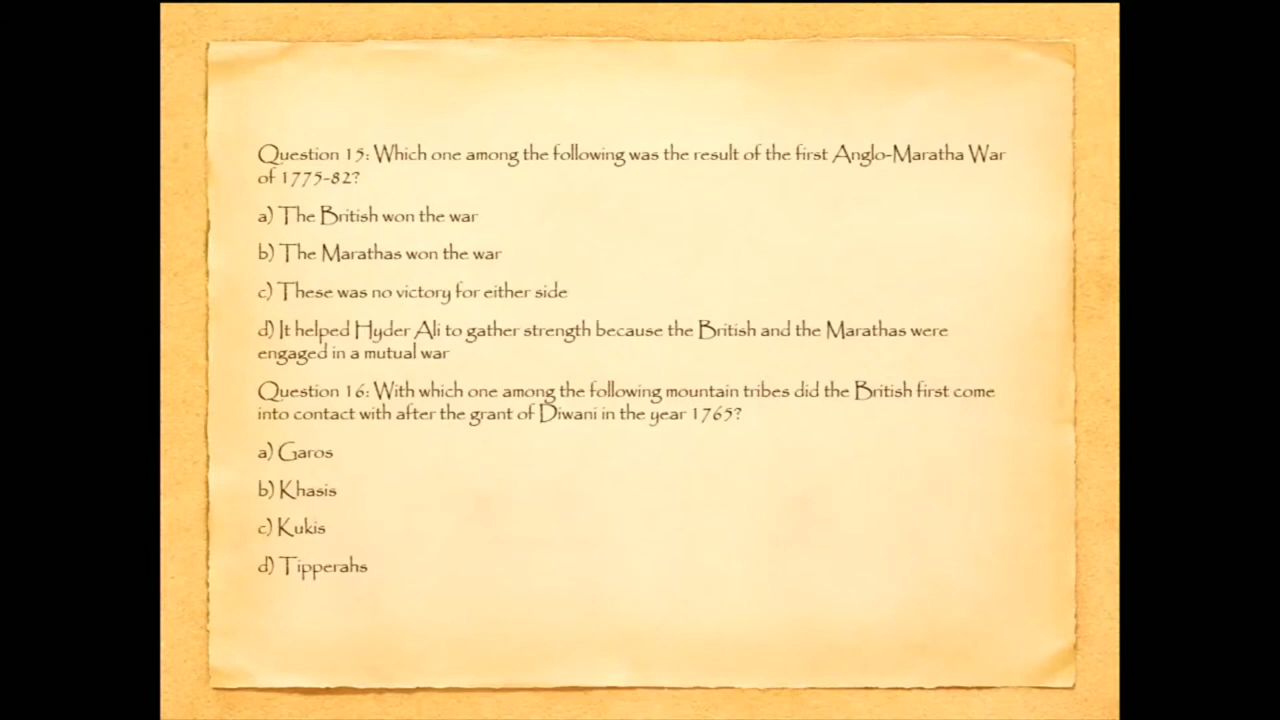 Question 15: Which one among the following was the result of the first Anglo-Maratha War
of 1775-82?
a) The British won the war
b) The Marathas won the war
c) These was no victory for either side
d) It helped Hyder Ali to gather strength because the British and the Marathas were
engaged in a mutual war
Question 16: With which one among the following mountain tribes did the British first come
into contact with after the grant of Diwani in the year 1765?
a) Garos
b) Khasis
c) Kukis
d) Tipperahs